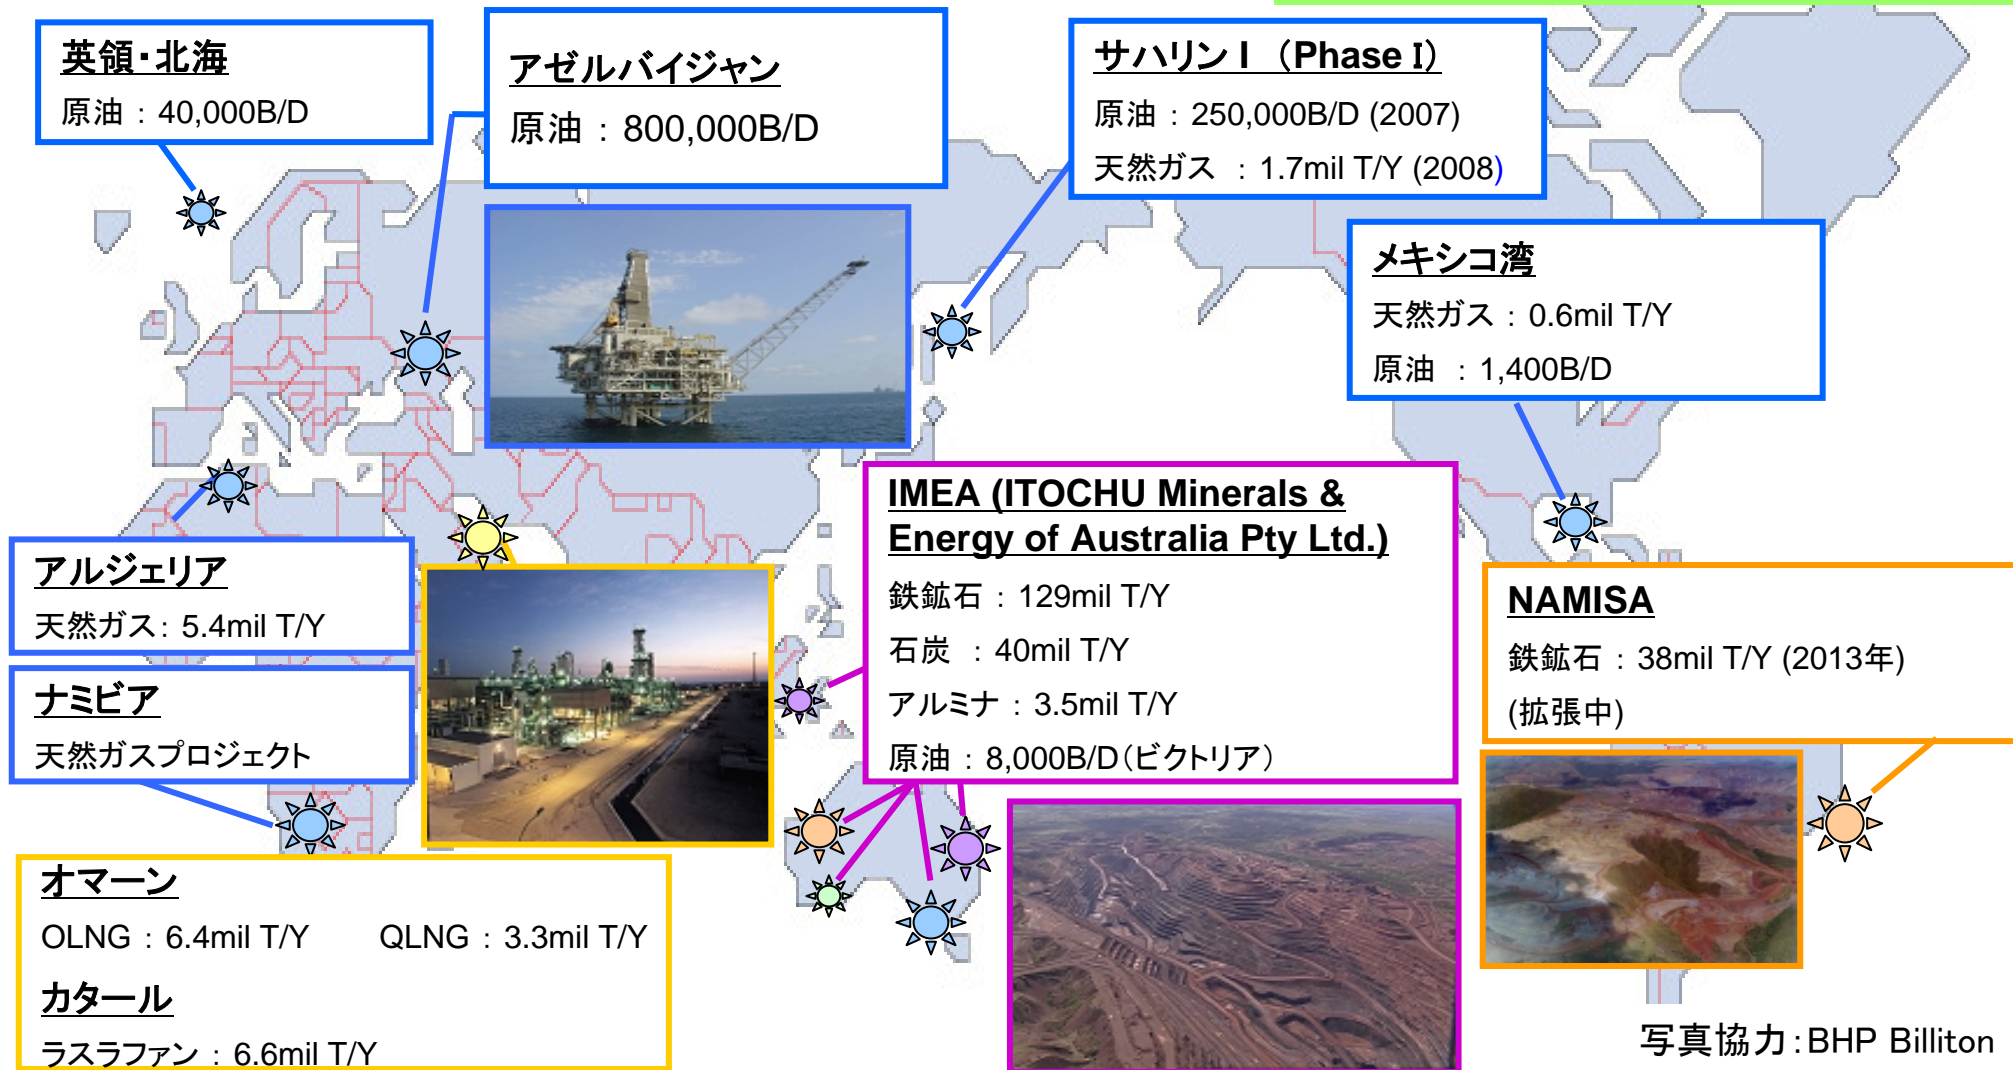 英領・北海
原油 : 40,000B/D
アゼルバイジャン
原油 : 800,000B/D
サハリンⅠ (Phase I)
原油 : 250,000B/D (2007)
天然ガス : 1.7mil T/Y (2008)
メキシコ湾
天然ガス : 0.6mil T/Y
原油 : 1,400B/D
アルジェリア
天然ガス : 5.4mil T/Y
ナミビア
天然ガスプロジェクト
IMEA (ITOCHU Minerals &
Energy of Australia Pty Ltd.)
鉄鉱石 : 129mil T/Y
石炭 : 40mil T/Y
アルミナ : 3.5mil T/Y
原油 : 8,000B/D(ビクトリア)
NAMISA
鉄鉱石 : 38mil T/Y (2013年)
(拡張中)
オマーン
OLNG : 6.4mil T/Y QLNG : 3.3mil T/Y
カタール
ラスラファン : 6.6mil T/Y
写真協力:BHP Billiton